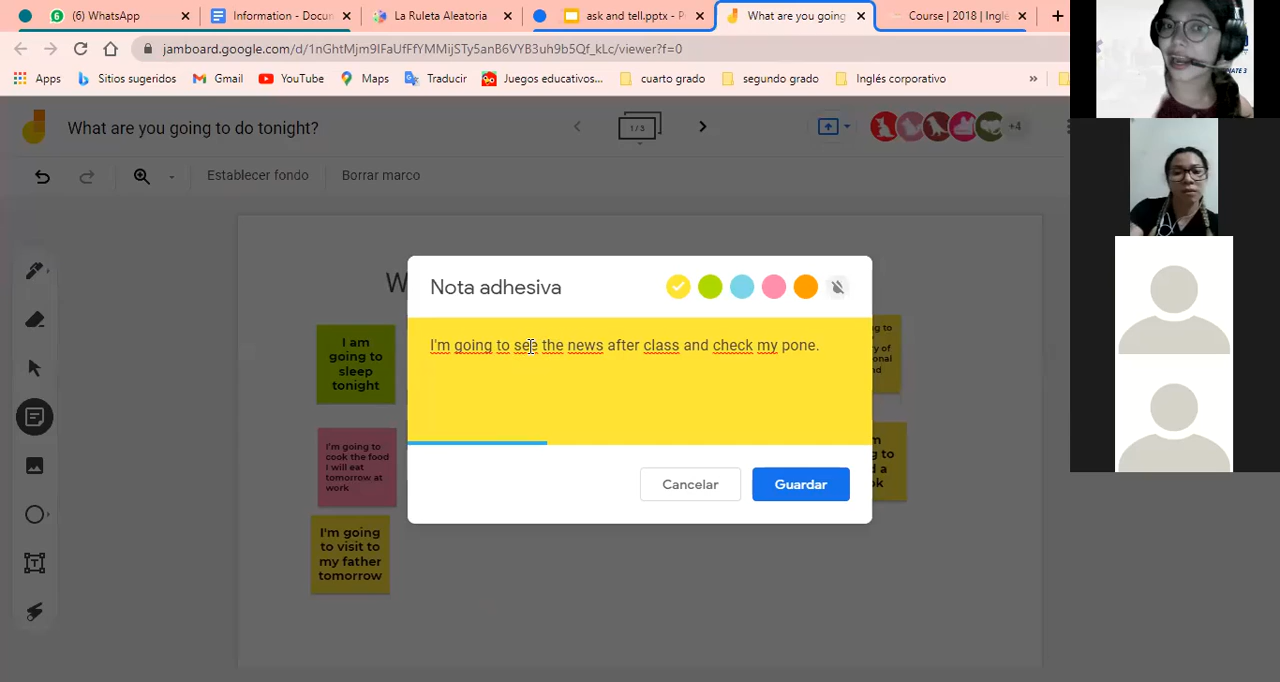 WhatsApp
Information - Docum
La Ruleta Aleatoria
ask and tell.pptx - P
What are you going
Course | 2018 | Inglé
jamboard.google.com/d/1nGhtMjm9lFaUfFfYMMijSTy5anB6VYB3uh9b5Qf_kLc/viewer?f=0
Apps
Sitios sugeridos
Gmail
YouTube
Maps
Traducir
Juegos educativos...
cuarto grado
segundo grado
Inglés corporativo
What are you going to do tonight?
1/3
+4
Establecer fondo
Borrar marco
W
Nota adhesiva
I'm going to see the news after class and check my pone.
Cancelar
Guardar
I am
going to
sleep
tonight
I'm going to
cook the food
I will eat
tomorrow at
work
I'm going
to visit to
my father
tomorrow